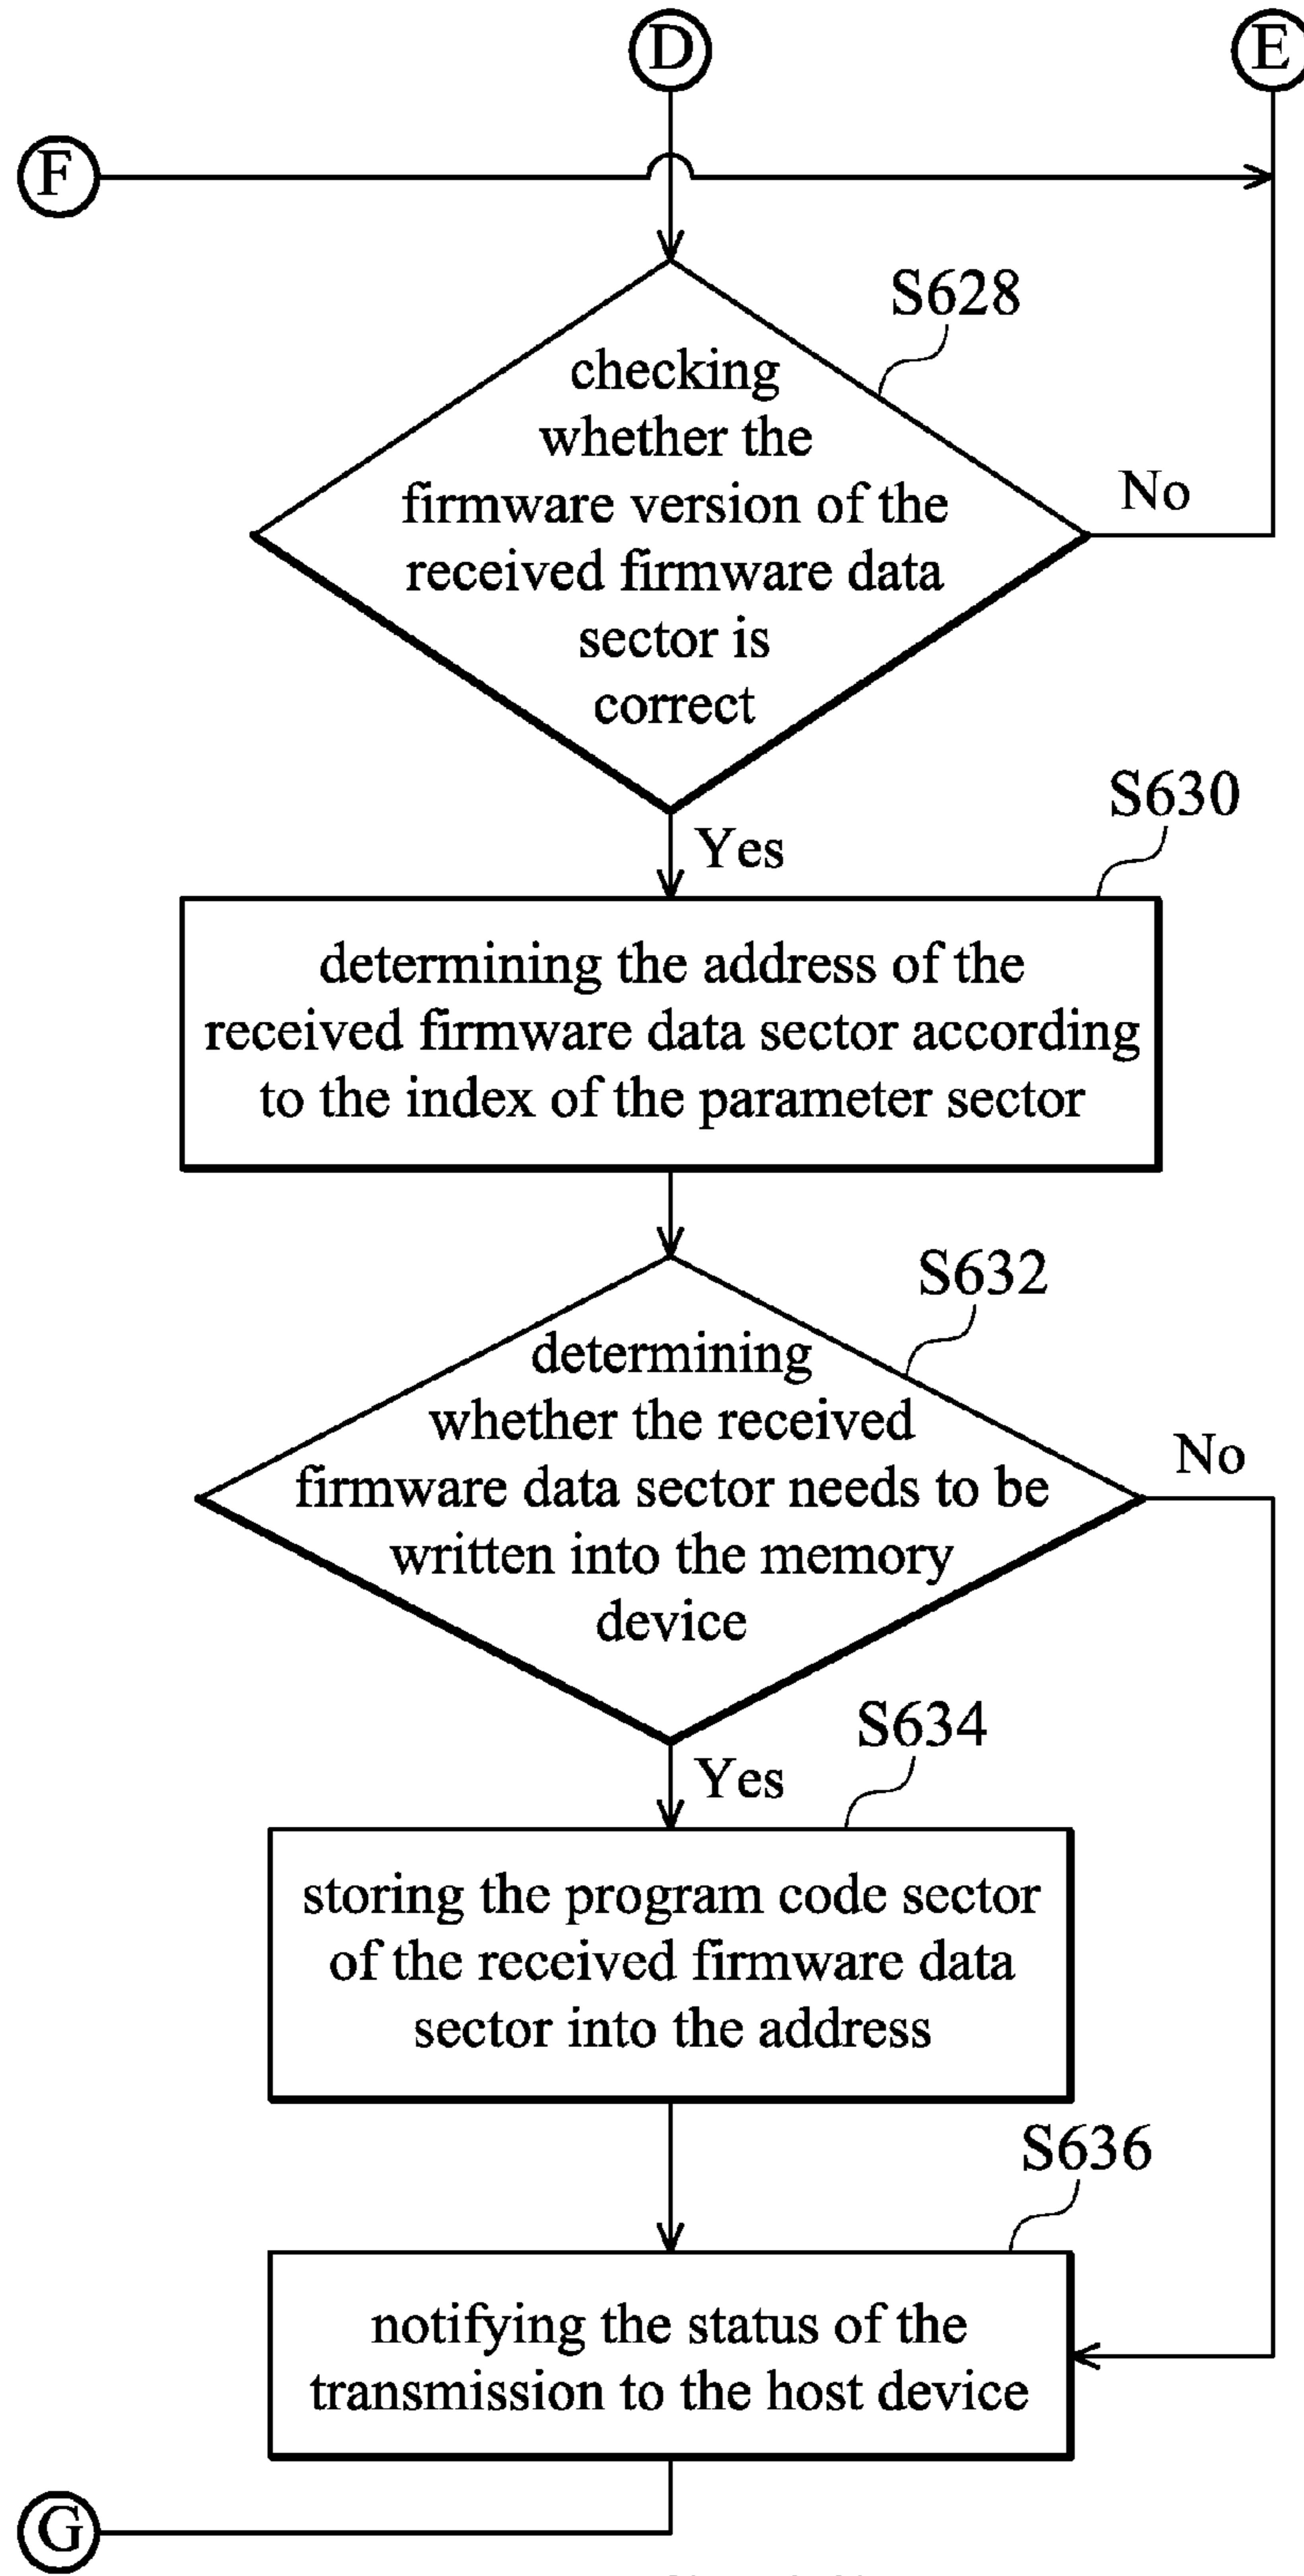 D
E
F
S628
checking
whether the
firmware version of the
received firmware data
sector is
correct
No
Yes
S630
determining the address of the
received firmware data sector according
to the index of the parameter sector
S632
determining
whether the received
firmware data sector needs to be
written into the memory
device
No
Yes
S634
storing the program code sector
of the received firmware data
sector into the address
S636
notifying the status of the
transmission to the host device
G